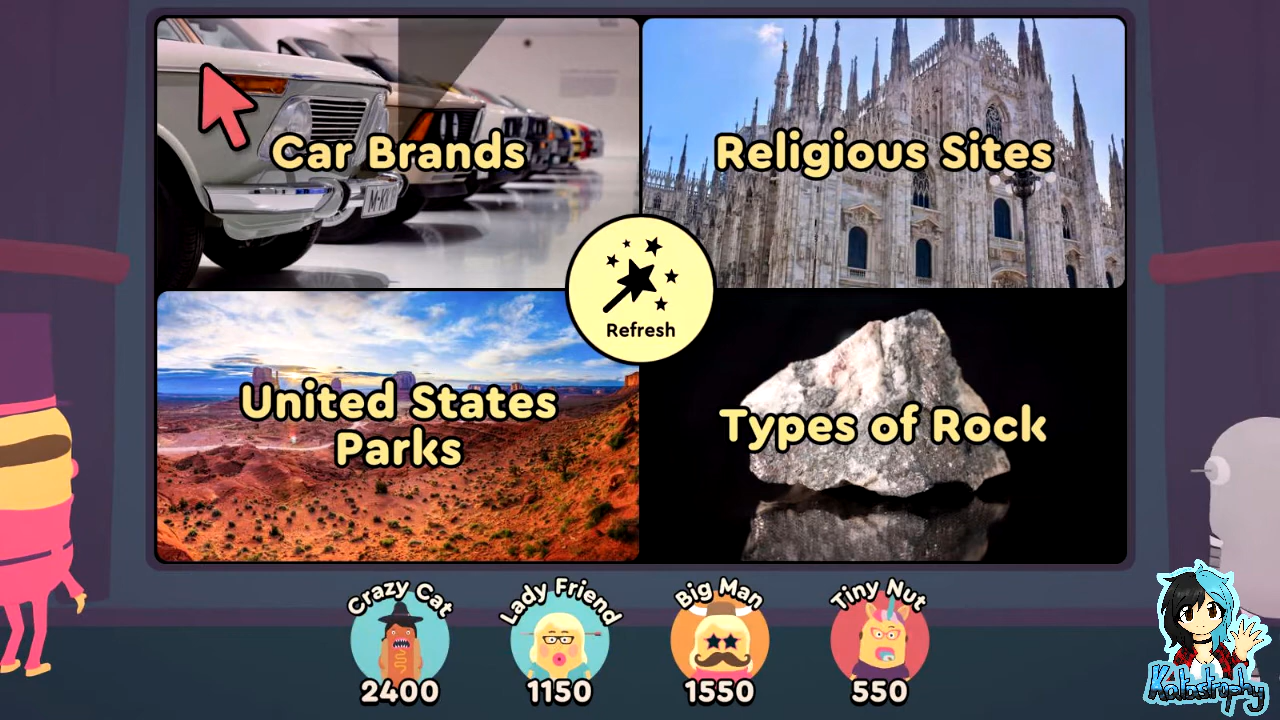 Car Brands
Religious Sites
Refresh
United States
Parks
Types of Rock
Crazy Cat
Lady Friend
Big Man
Tiny Nut
2400
1150
1550
550
Kolastrophy